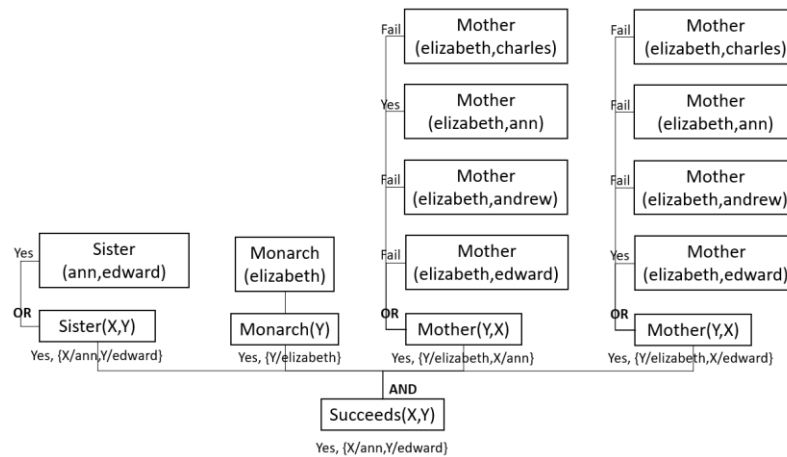 Fail
Mother
(elizabeth,charles)
Yes
Mother
(elizabeth,ann)
Fail
Mother
(elizabeth,andrew)
Fail
Mother
(elizabeth,edward)
Fail
Mother
(elizabeth,charles)
Fail
Mother
(elizabeth,ann)
Fail
Mother
(elizabeth,andrew)
Yes
Mother
(elizabeth,edward)
Yes
Sister
(ann,edward)
Monarch
(elizabeth)
OR
Sister(X,Y)
Monarch(Y)
OR
Mother(Y,X)
OR
Mother(Y,X)
Yes, {X/ann,Y/edward}
Yes, {Y/elizabeth}
Yes, {Y/elizabeth,X/ann}
Yes, {Y/elizabeth,X/edward}
AND
Succeeds(X,Y)
Yes, {X/ann,Y/edward}